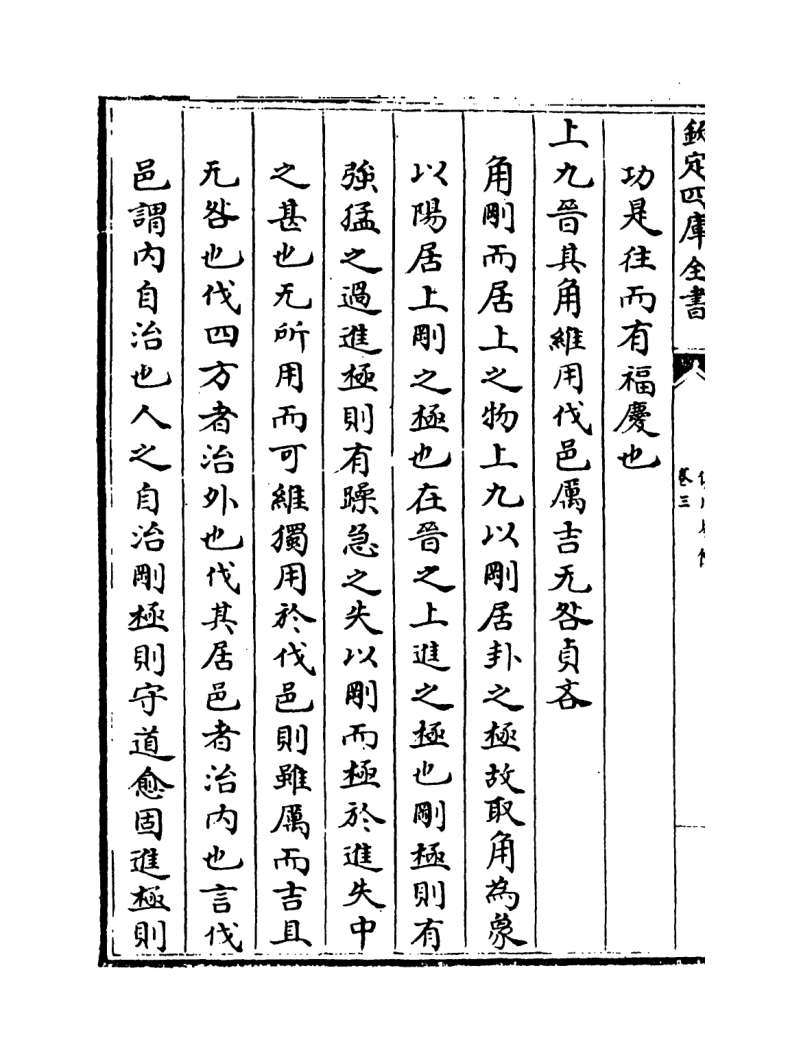 欽定四庫全書
卷三
功是往而有福慶也
上九晉其角維用伐邑厲吉无咎貞吝
角剛而居上之物上九以剛居卦之極故取角為象
以陽居上剛之極也在晉之上進之極也剛極則有
強猛之過進極則有躁急之失以剛而極於進失中
之甚也无所用而可維獨用於伐邑則雖厲而吉且
无咎也伐四方者治外也伐其居邑者治内也言伐
邑謂内自治也人之自治剛極則守道愈固進極則